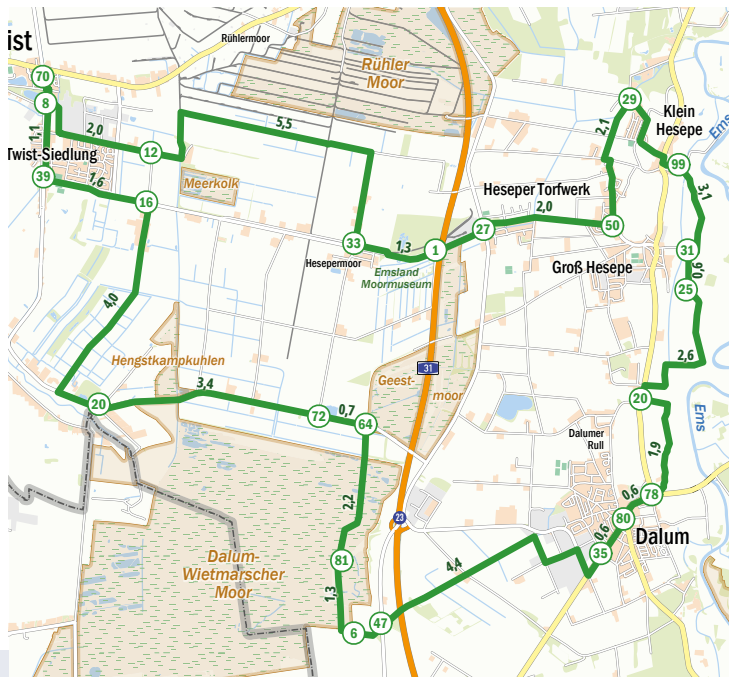 ist
Rühlermoor
Rühler
Moor
70
8
29
Klein
Hesepe
Ems
1,1
2,0
5,5
2,1
12
Twist-Siedlung
99
39
1,6
Meerkolk
Heseper Torfwerk
3,1
16
2,0
27
50
33
1,3
1
31
Hesepermoor
Emsland
Moormuseum
Groß Hesepe
0,6
25
4,0
Hengstkampkuhlen
31
2,6
3,4
Geest-
moor
20
0,7
20
72
64
Ems
Dalumer
Rull
1,9
2,2
0,6
78
23
80
Dalum
0,6
35
Dalum-
Wietmarscher
Moor
81
4,4
1,3
47
6